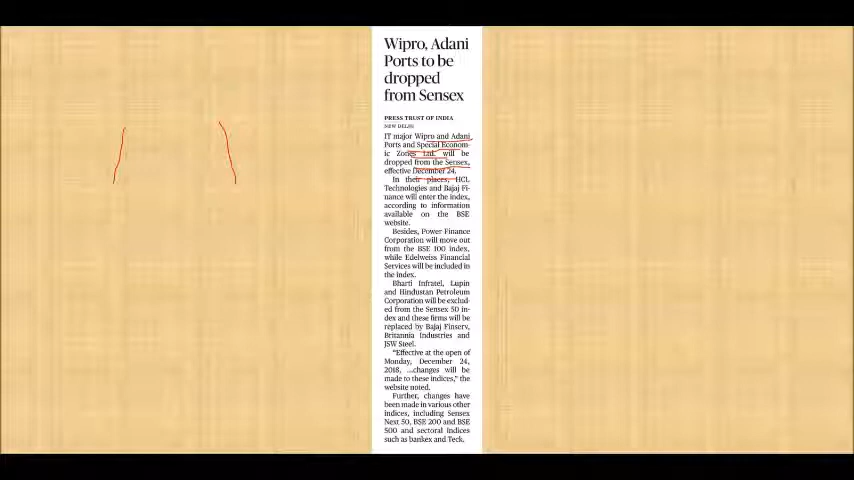 Wipro, Adani
Ports to be
dropped
from Sensex
PRESS TRUST OF INDIA
NEW DELHI
IT major Wipro and Adani
Ports and Special Econom-
ic Zones Ltd. will be
dropped from the Sensex,
effective December 24.
In their places, HCL
Technologies and Bajaj Fi-
nance will enter the index,
according to information
available on the BSE
website.
Besides, Power Finance
Corporation will move out
from the BSE 100 index,
while Edelweiss Financial
Services will be included in
the index.
Bharti Infratel, Lupin
and Hindustan Petroleum
Corporation will be exclud-
ed from the Sensex 50 in-
dex and these firms will be
replaced by Bajaj Finserv,
Britannia Industries and
JSW Steel.
"Effective at the open of
Monday, December 24,
2018, ...changes will be
made to these indices," the
website noted.
Further, changes have
been made in various other
indices, including Sensex
Next 50, BSE 200 and BSE
500 and sectoral indices
such as bankex and Teck.